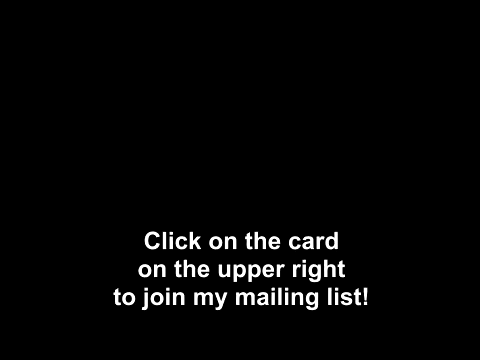 Click on the card
on the upper right
to join my mailing list!